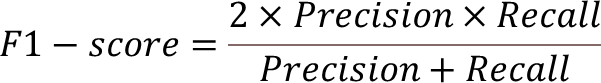 F1 − score = 2 × Precision × Recall / Precision + Recall